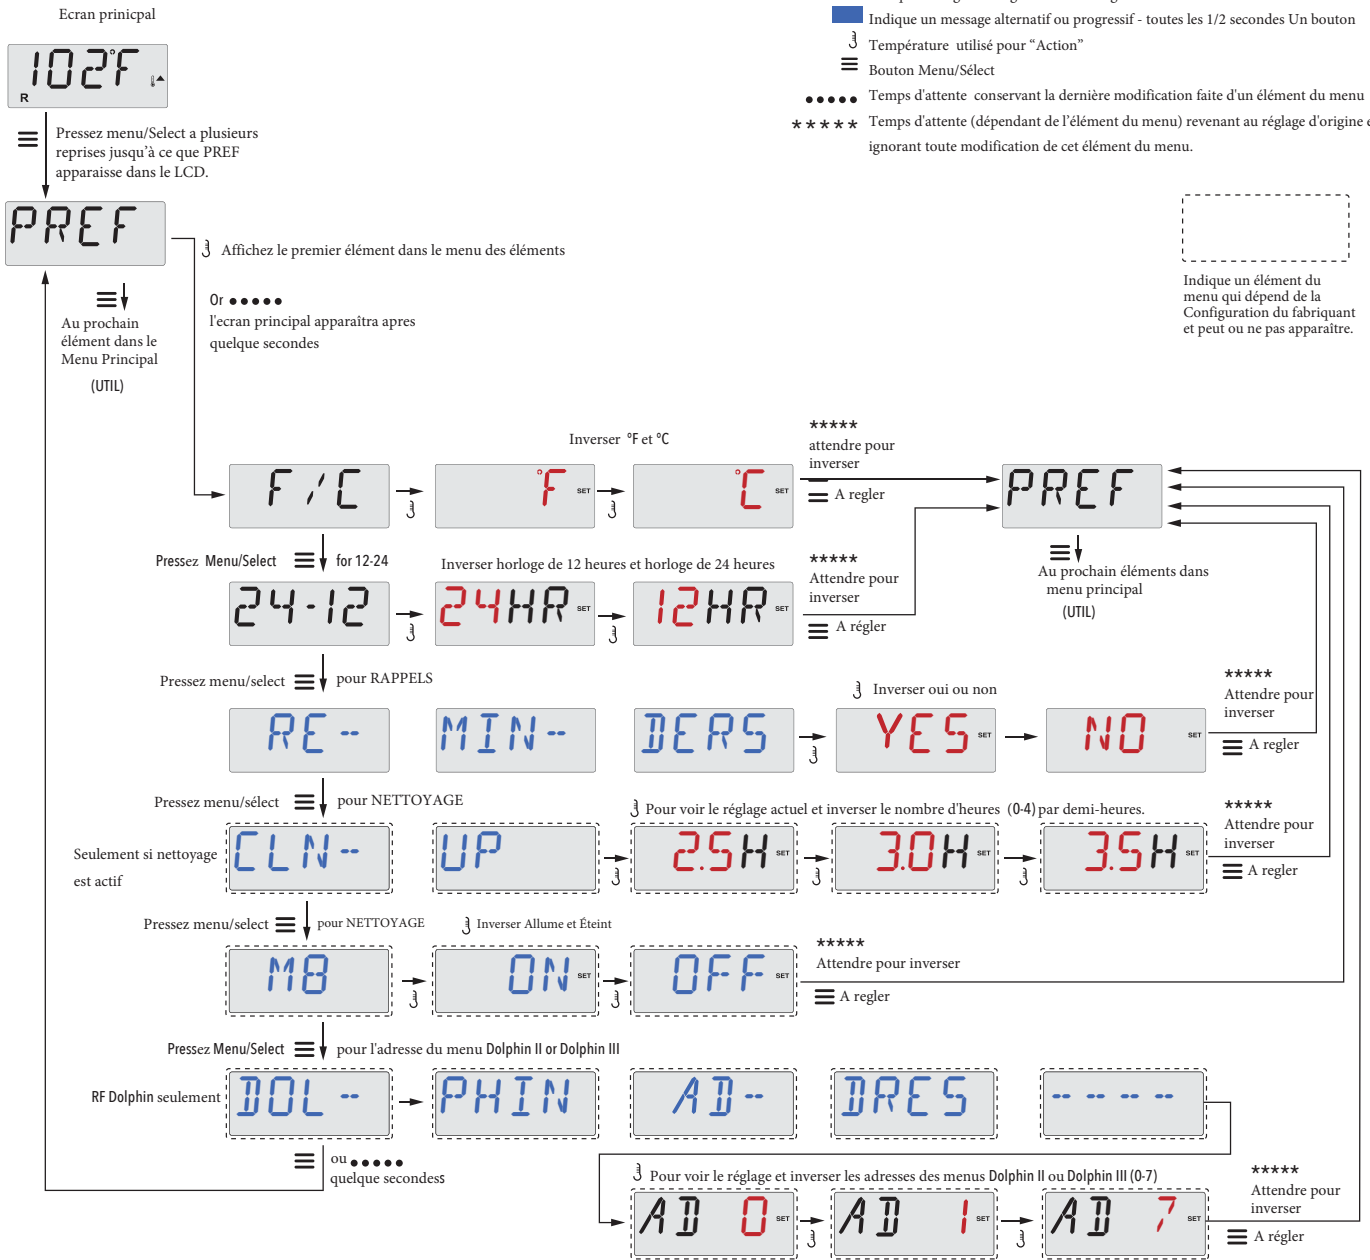 Ecran prinicpal
Indique un message alternatif ou progressif - toutes les 1/2 secondes Un bouton
Température utilisé pour “Action”
Bouton Menu/Sélect
Temps d'attente conservant la dernière modification faite d'un élément du menu
***** Temps d'attente (dépendant de l'élément du menu) revenant au réglage d'origine e
ignorant toute modification de cet élément du menu.
102°F
R
Pressez menu/Select a plusieurs
reprises jusqu'à ce que PREF
apparaisse dans le LCD.
PREF
Affichez le premier élément dans le menu des éléments
Or •••••
l'ecran principal apparaîtra apres
quelque secondes
Au prochain
élément dans le
Menu Principal
(UTIL)
Indique un élément du
menu qui dépend de la
Configuration du fabriquant
et peut ou ne pas apparaître.
Inverser °F et °C
*****
attendre pour
inverser
A regler
F/C
°F SET
°C SET
PREF
Pressez Menu/Select
for 12-24
Inverser horloge de 12 heures et horloge de 24 heures
*****
Attendre pour
inverser
A régler
Au prochain éléments dans
menu principal
(UTIL)
24-12
24HR SET
12HR SET
Pressez menu/select
pour RAPPELS
Inverser oui ou non
*****
Attendre pour
inverser
A regler
RE-
MIN-
DERS
YES SET
NO SET
Pressez menu/sélect
pour NETTOYAGE
Pour voir le réglage actuel et inverser le nombre d'heures (0-4) par demi-heures.
*****
Attendre pour
inverser
A regler
Seulement si nettoyage
est actif
CLN-
UP
2.5H SET
3.0H SET
3.5H SET
Pressez menu/select
pour NETTOYAGE
Inverser Allume et Éteint
*****
Attendre pour inverser
A regler
M8
ON SET
OFF SET
Pressez Menu/Select
pour l'adresse du menu Dolphin II or Dolphin III
RF Dolphin seulement
DOL-
PHIN
AD-
DRES
----
ou •••••
quelque secondess
Pour voir le réglage et inverser les adresses des menus Dolphin II ou Dolphin III (0-7)
*****
Attendre pour
inverser
A régler
AD 0 SET
AD 1 SET
AD 7 SET